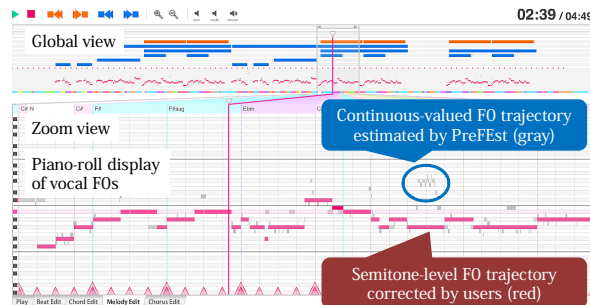 02:39 / 04:49
EDIT
Global view
C# N C# F# F#aug Ebm
Zoom view
Piano-roll display
of vocal F0s
Continuous-valued F0 trajectory
estimated by PreFEst (gray)
Semitone-level F0 trajectory
corrected by users (red)
Play Beat Edit Chord Edit Melody Edit Chorus Edit